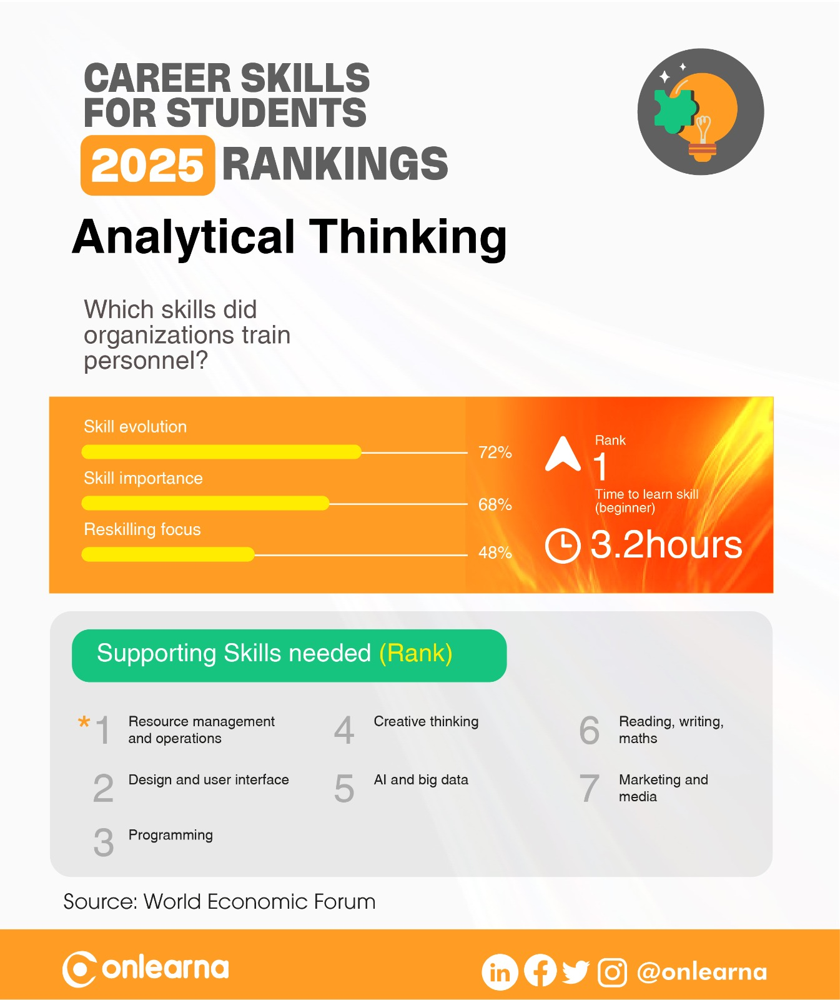 CAREER SKILLS
FOR STUDENTS
2025 RANKINGS
Analytical Thinking
Which skills did
organizations train
personnel?
Skill evolution
72%
Skill importance
68%
Reskilling focus
48%
Rank
1
Time to learn skill
(beginner)
3.2hours
Supporting Skills needed (Rank)
*1 Resource management
and operations
2 Design and user interface
3 Programming
4 Creative thinking
5 AI and big data
6 Reading, writing,
maths
7 Marketing and
media
Source: World Economic Forum
onlearna
in
@onlearna